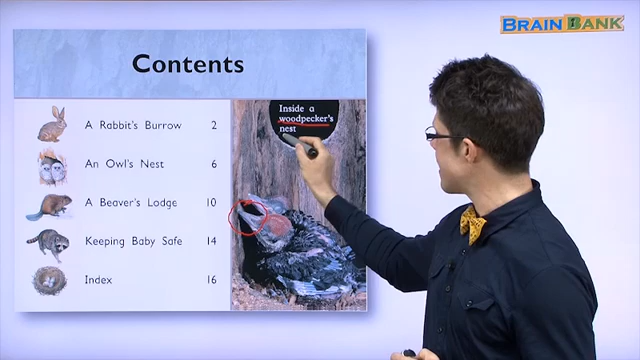 BRAIN BANK
Contents
A Rabbit's Burrow 2
An Owl's Nest 6
A Beaver's Lodge 10
Keeping Baby Safe 14
Index 16
Inside a
woodpecker's
nest